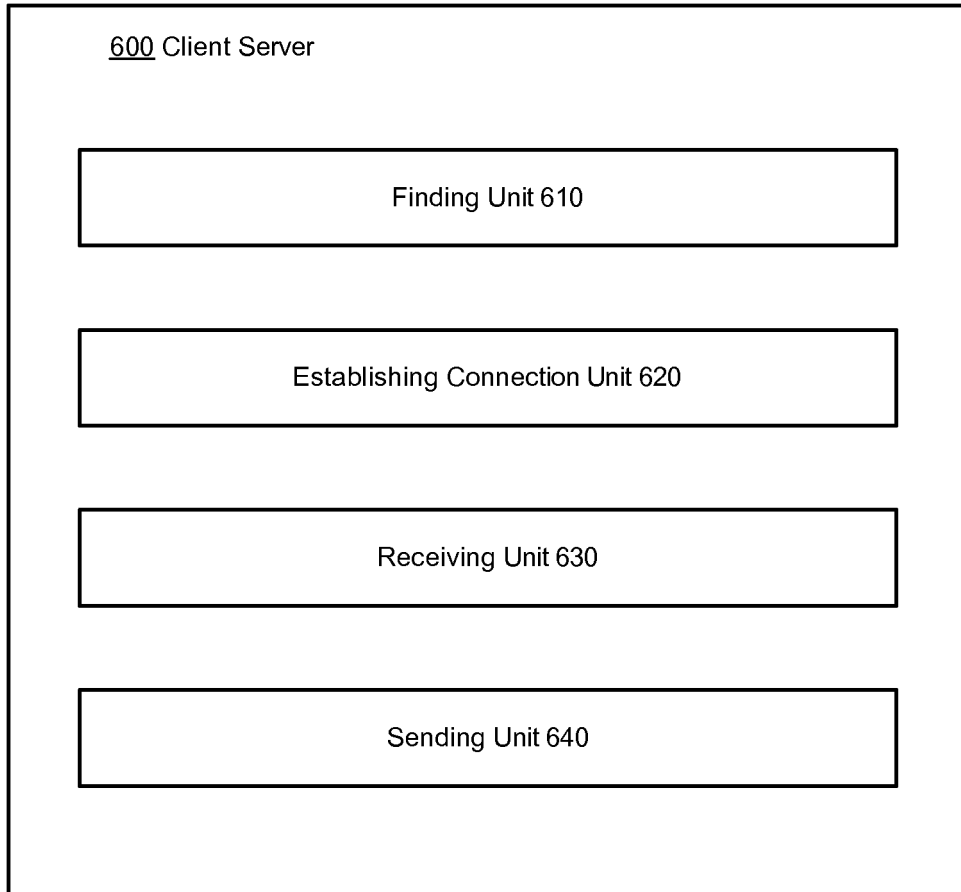 600 Client Server
Finding Unit 610
Establishing Connection Unit 620
Receiving Unit 630
Sending Unit 640